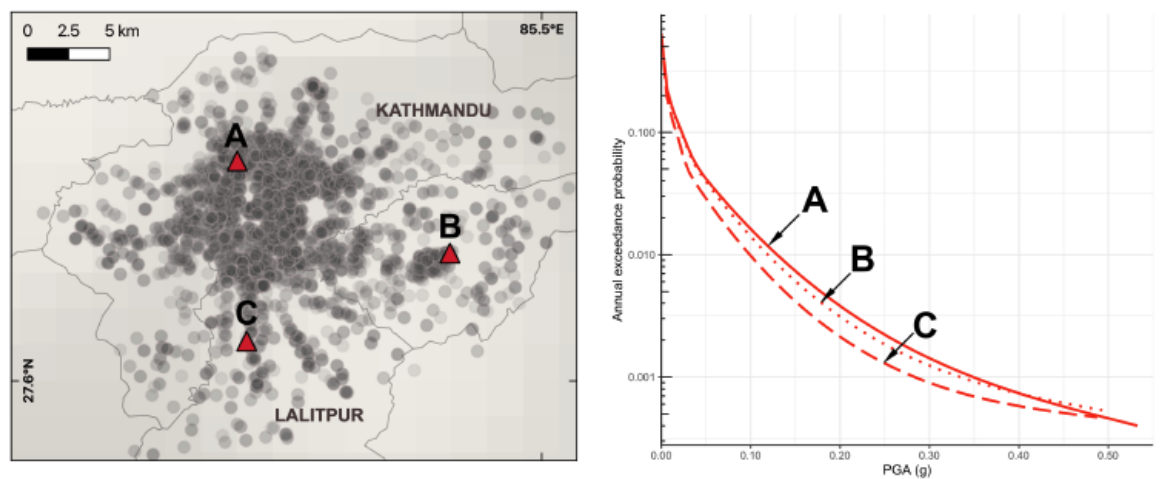 0 2.5 5 km
85.5°E
KATHMANDU
A
B
C
27.6°N
LALITPUR
Annual exceedance probability
0.100
0.010
0.001
A
B
C
0.00 0.10 0.20 0.30 0.40 0.50
PGA (g)